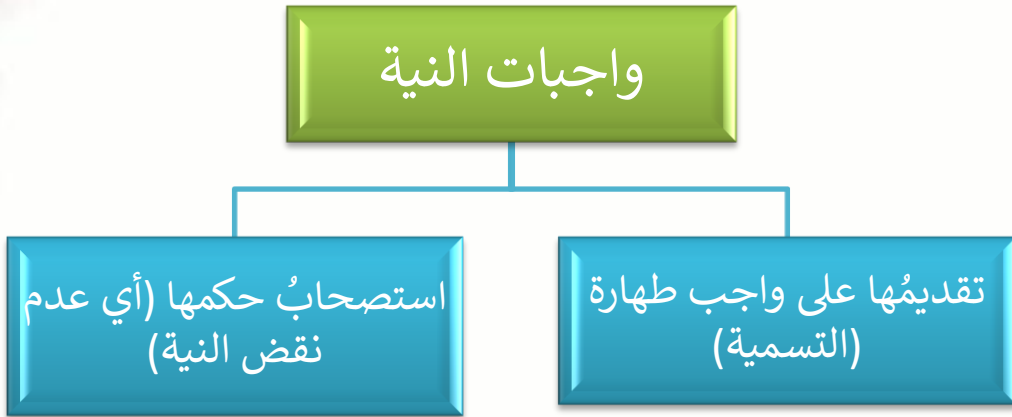 واجبات النية
تقديمُها على واجب طهارة
(التسمية)
استصحابُ حكمها (أي عدم
نقض النية)